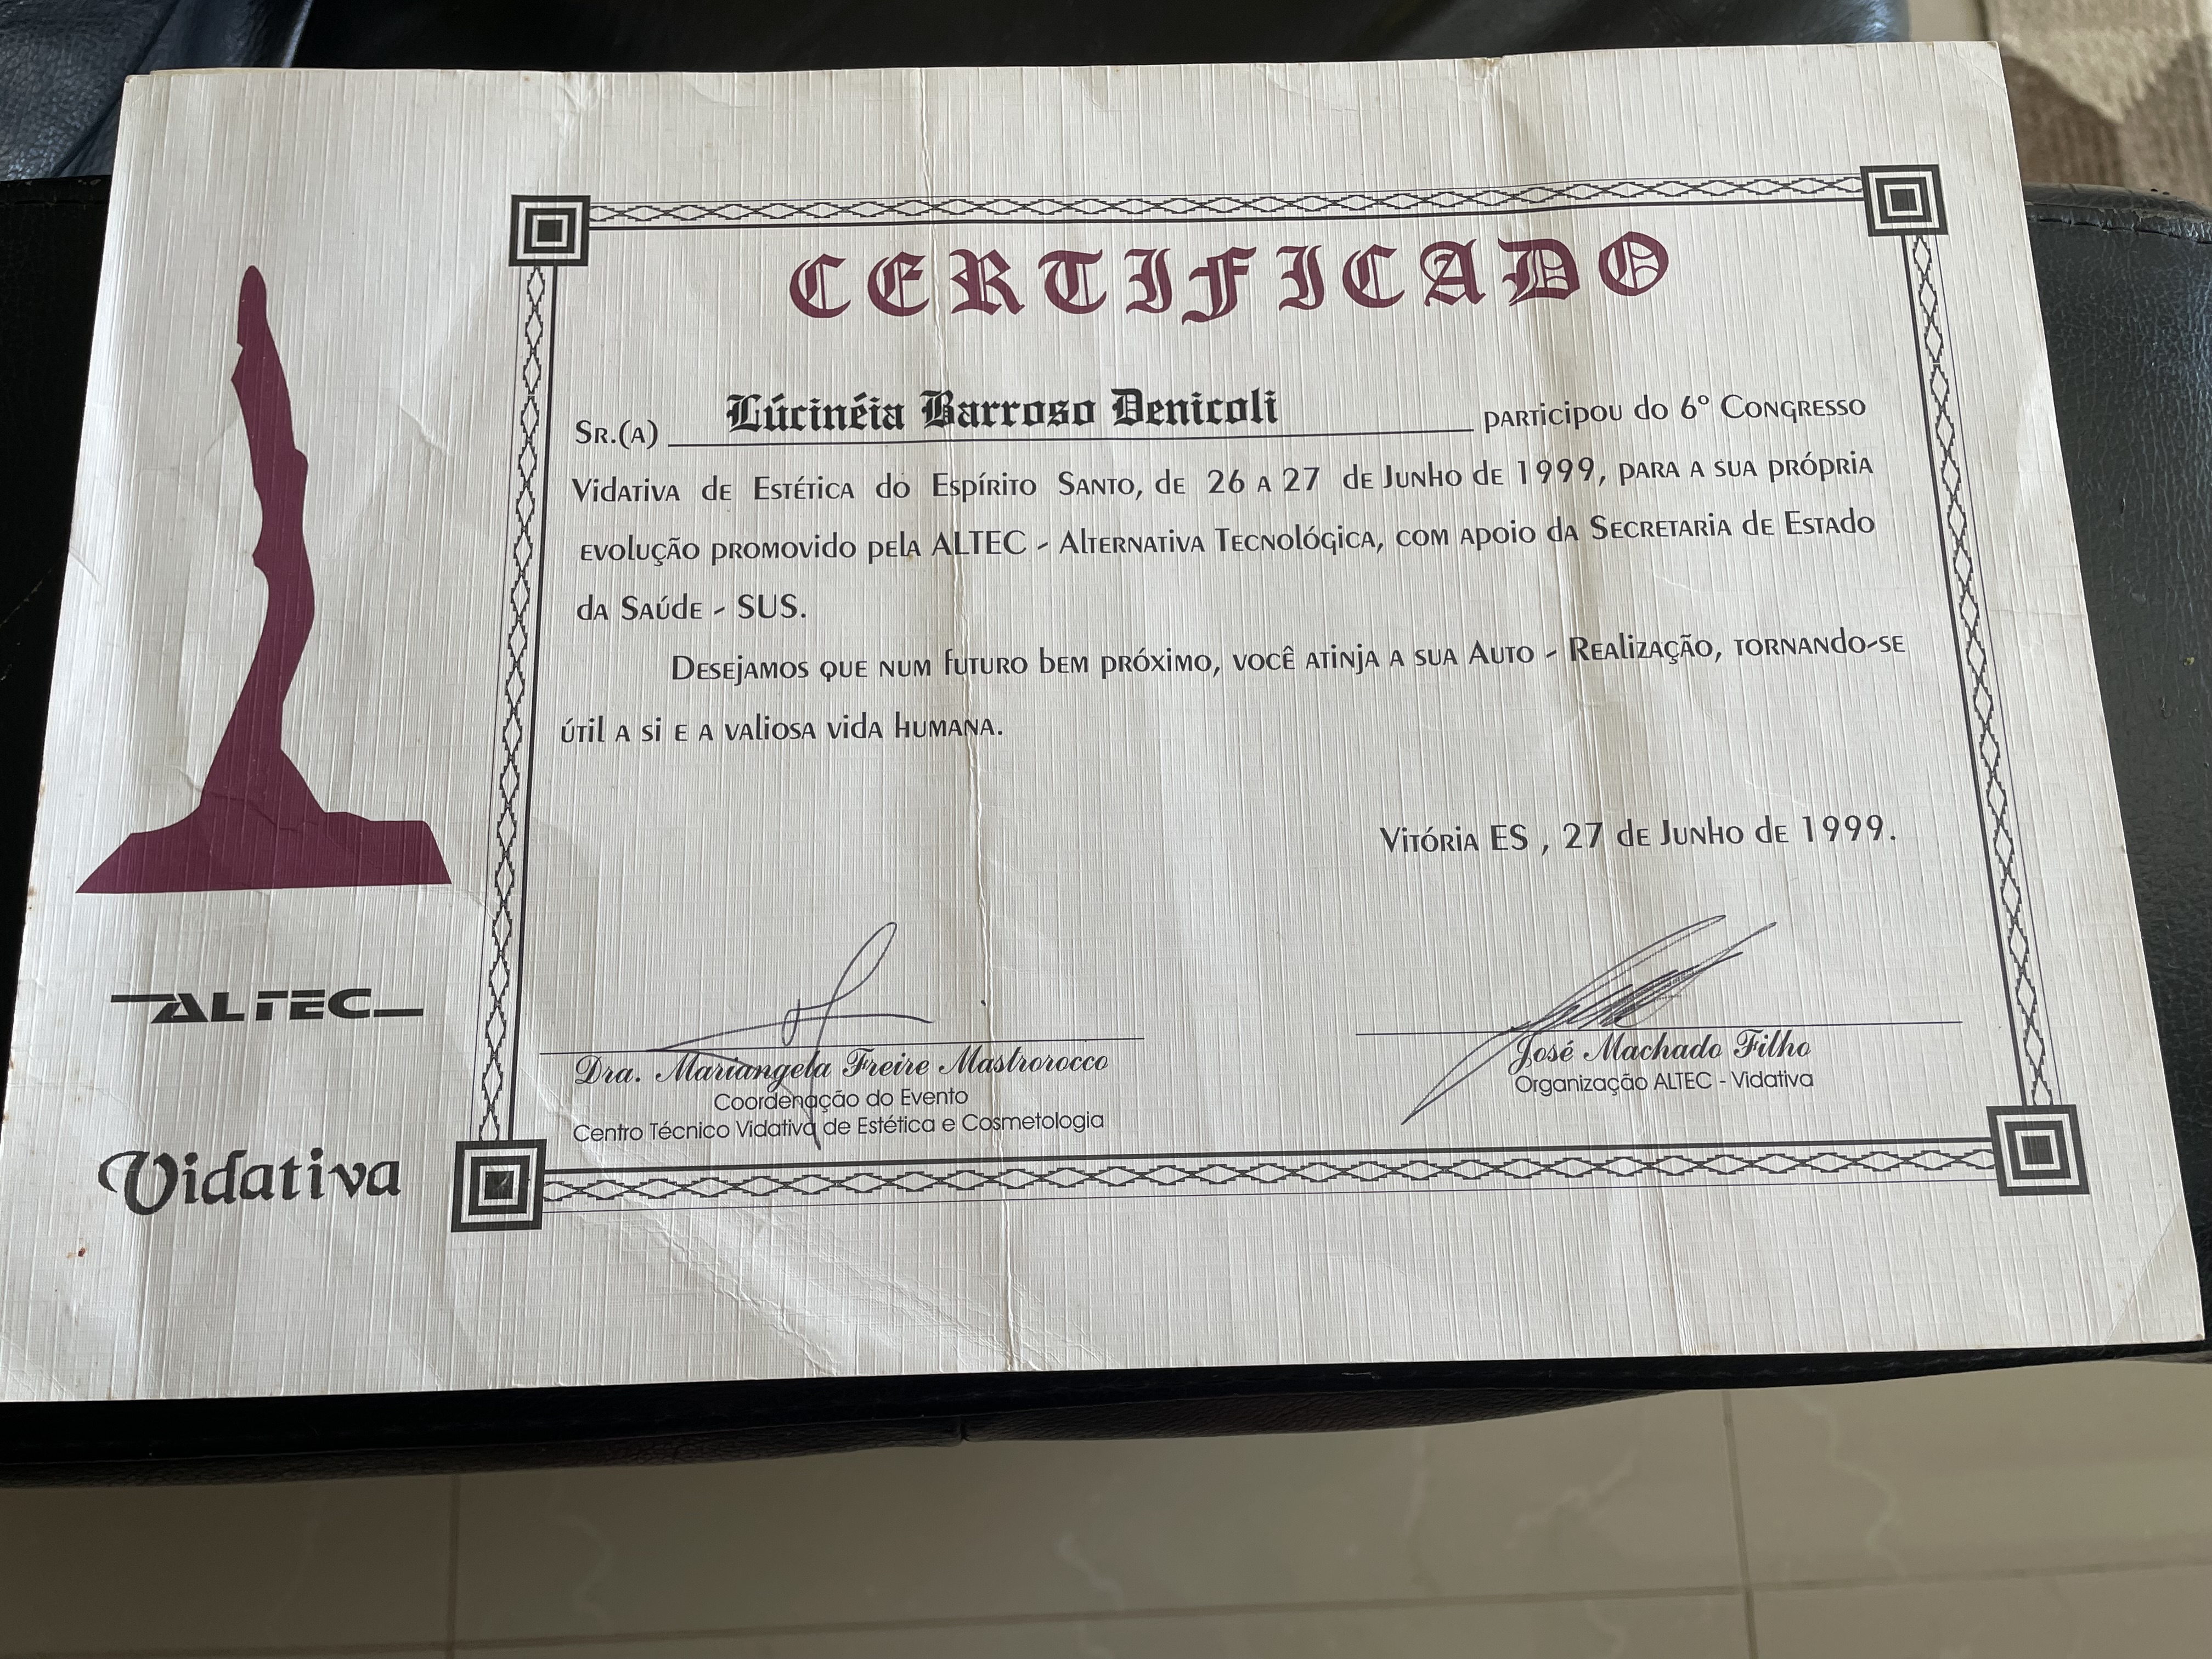 CERTIFICADO
Sr.(a) Lúcinéia Barroso Denicoli participou do 6º Congresso
Vidativa de Estética do Espírito Santo, de 26 a 27 de Junho de 1999, para a sua própria
evolução promovido pela ALTEC - Alternativa Tecnológica, com apoio da Secretaria de Estado
da Saúde - SUS.
Desejamos que num futuro bem próximo, você atinja a sua Auto - Realização, tornando-se
útil a si e a valiosa vida humana.
Vitória ES , 27 de Junho de 1999.
Dra. Mariangela Freire Mastrorocco
Coordenação do Evento
Centro Técnico Vidativa de Estética e Cosmetologia
José Machado Filho
Organização ALTEC - Vidativa
ALTEC
Vidativa